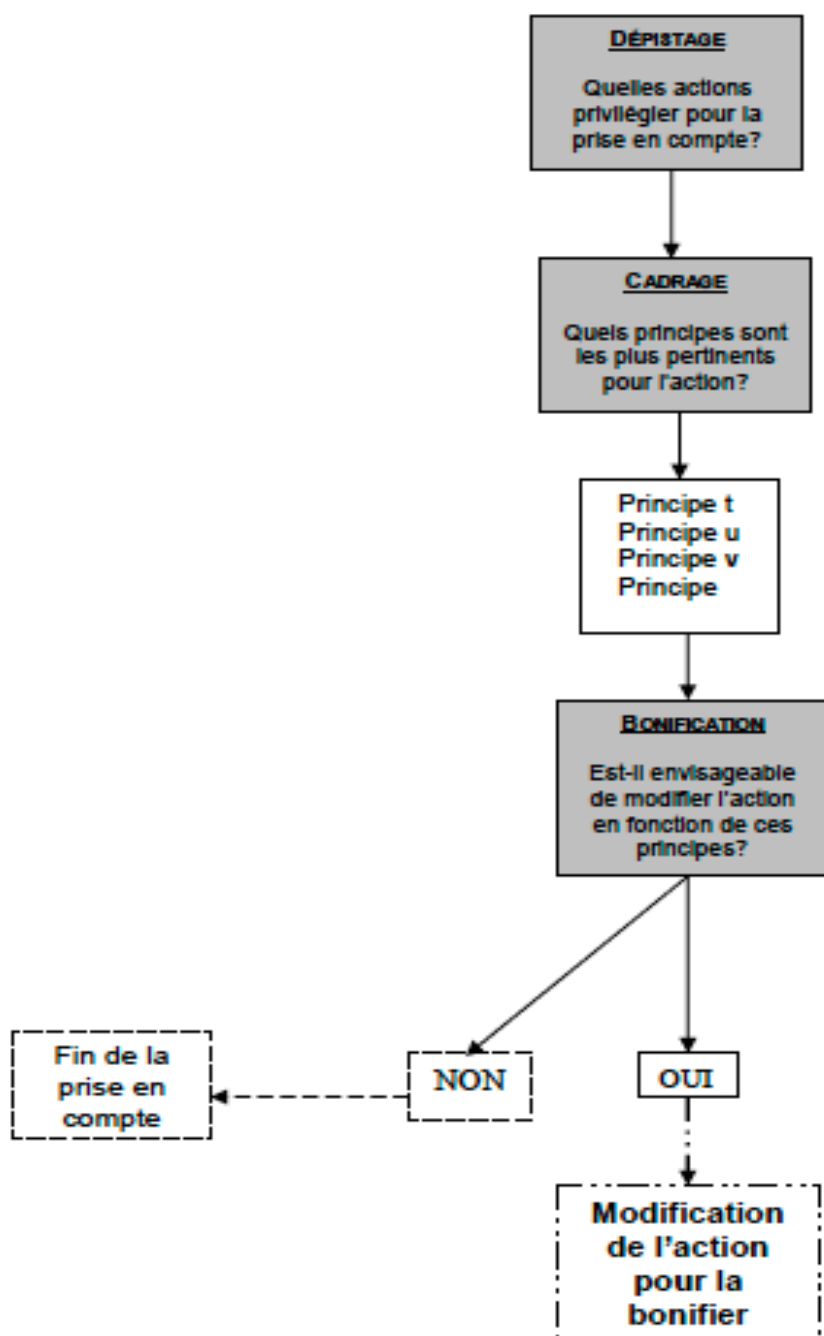 DÉPISTAGE
Quelles actions
privilégier pour la
prise en compte?
CADRAGE
Quels principes sont
les plus pertinents
pour l'action?
Principe t
Principe u
Principe v
Principe
BONIFICATION
Est-il envisageable
de modifier l'action
en fonction de ces
principes?
NON
OUI
Fin de la
prise en
compte
Modification
de l'action
pour la
bonifier